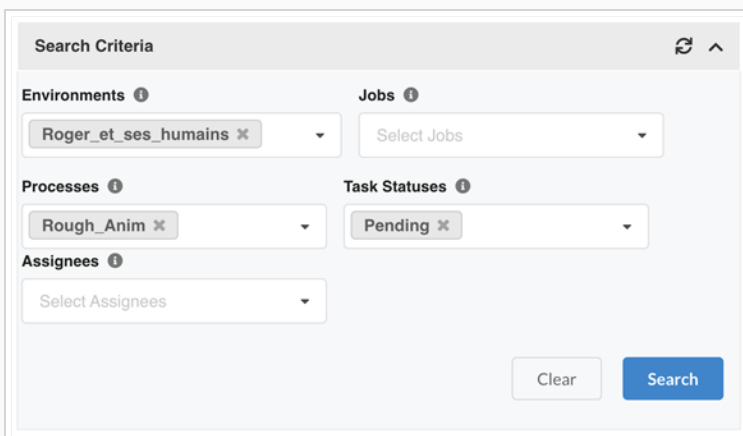 Search Criteria
Environments Jobs
Roger_et_ses_humains Select Jobs
Processes Task Statuses
Rough_Anim Pending
Assignees
Select Assignees
Clear Search